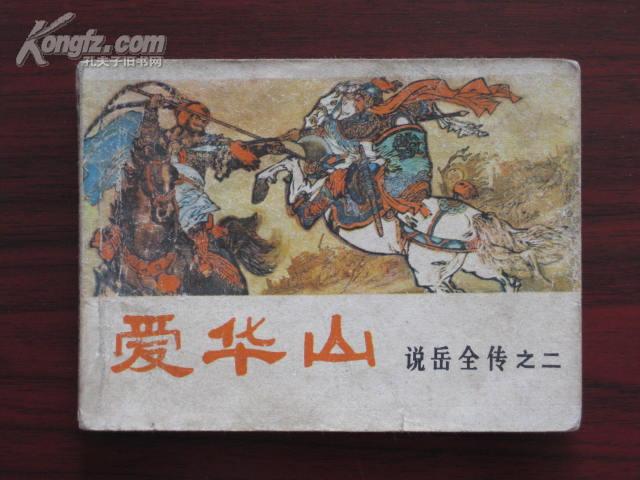 Kongfz.com
孔夫子旧书网
爱华山
说岳全传之二